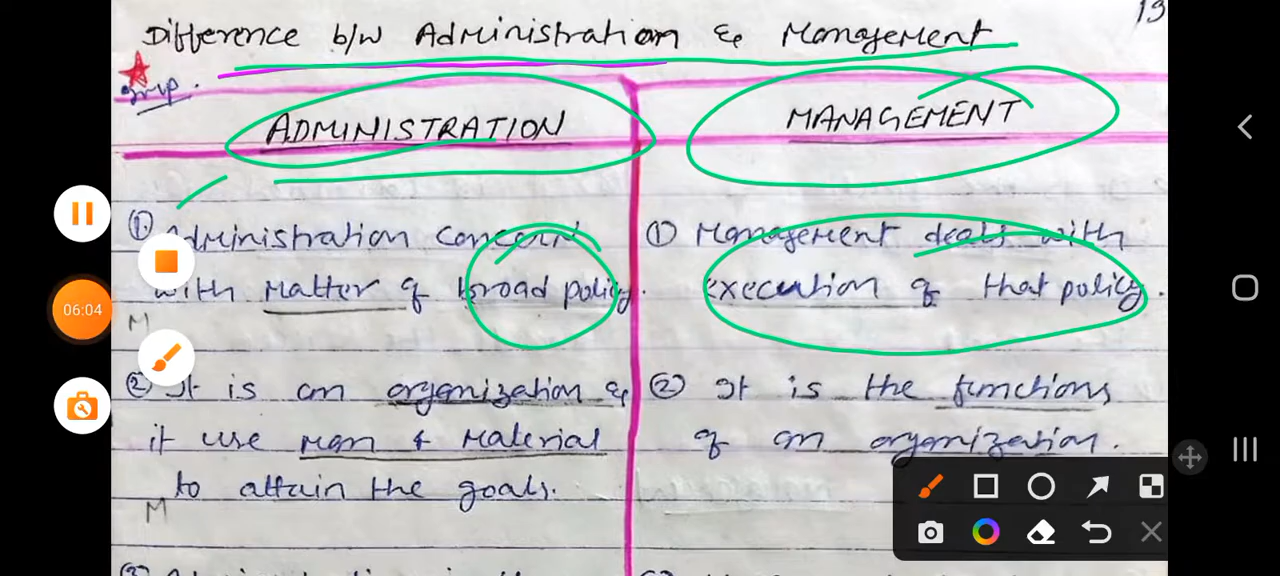 13
Difference b/w Administration & Management
Imp.
ADMINISTRATION
MANAGEMENT
① Administration concern
with Matter of broad policy.
M
② It is an organization &
it use Man & Material
to attain the goals.
M
① Management deals with
execution of that policy.
② It is the functions
of an organization.
06:04